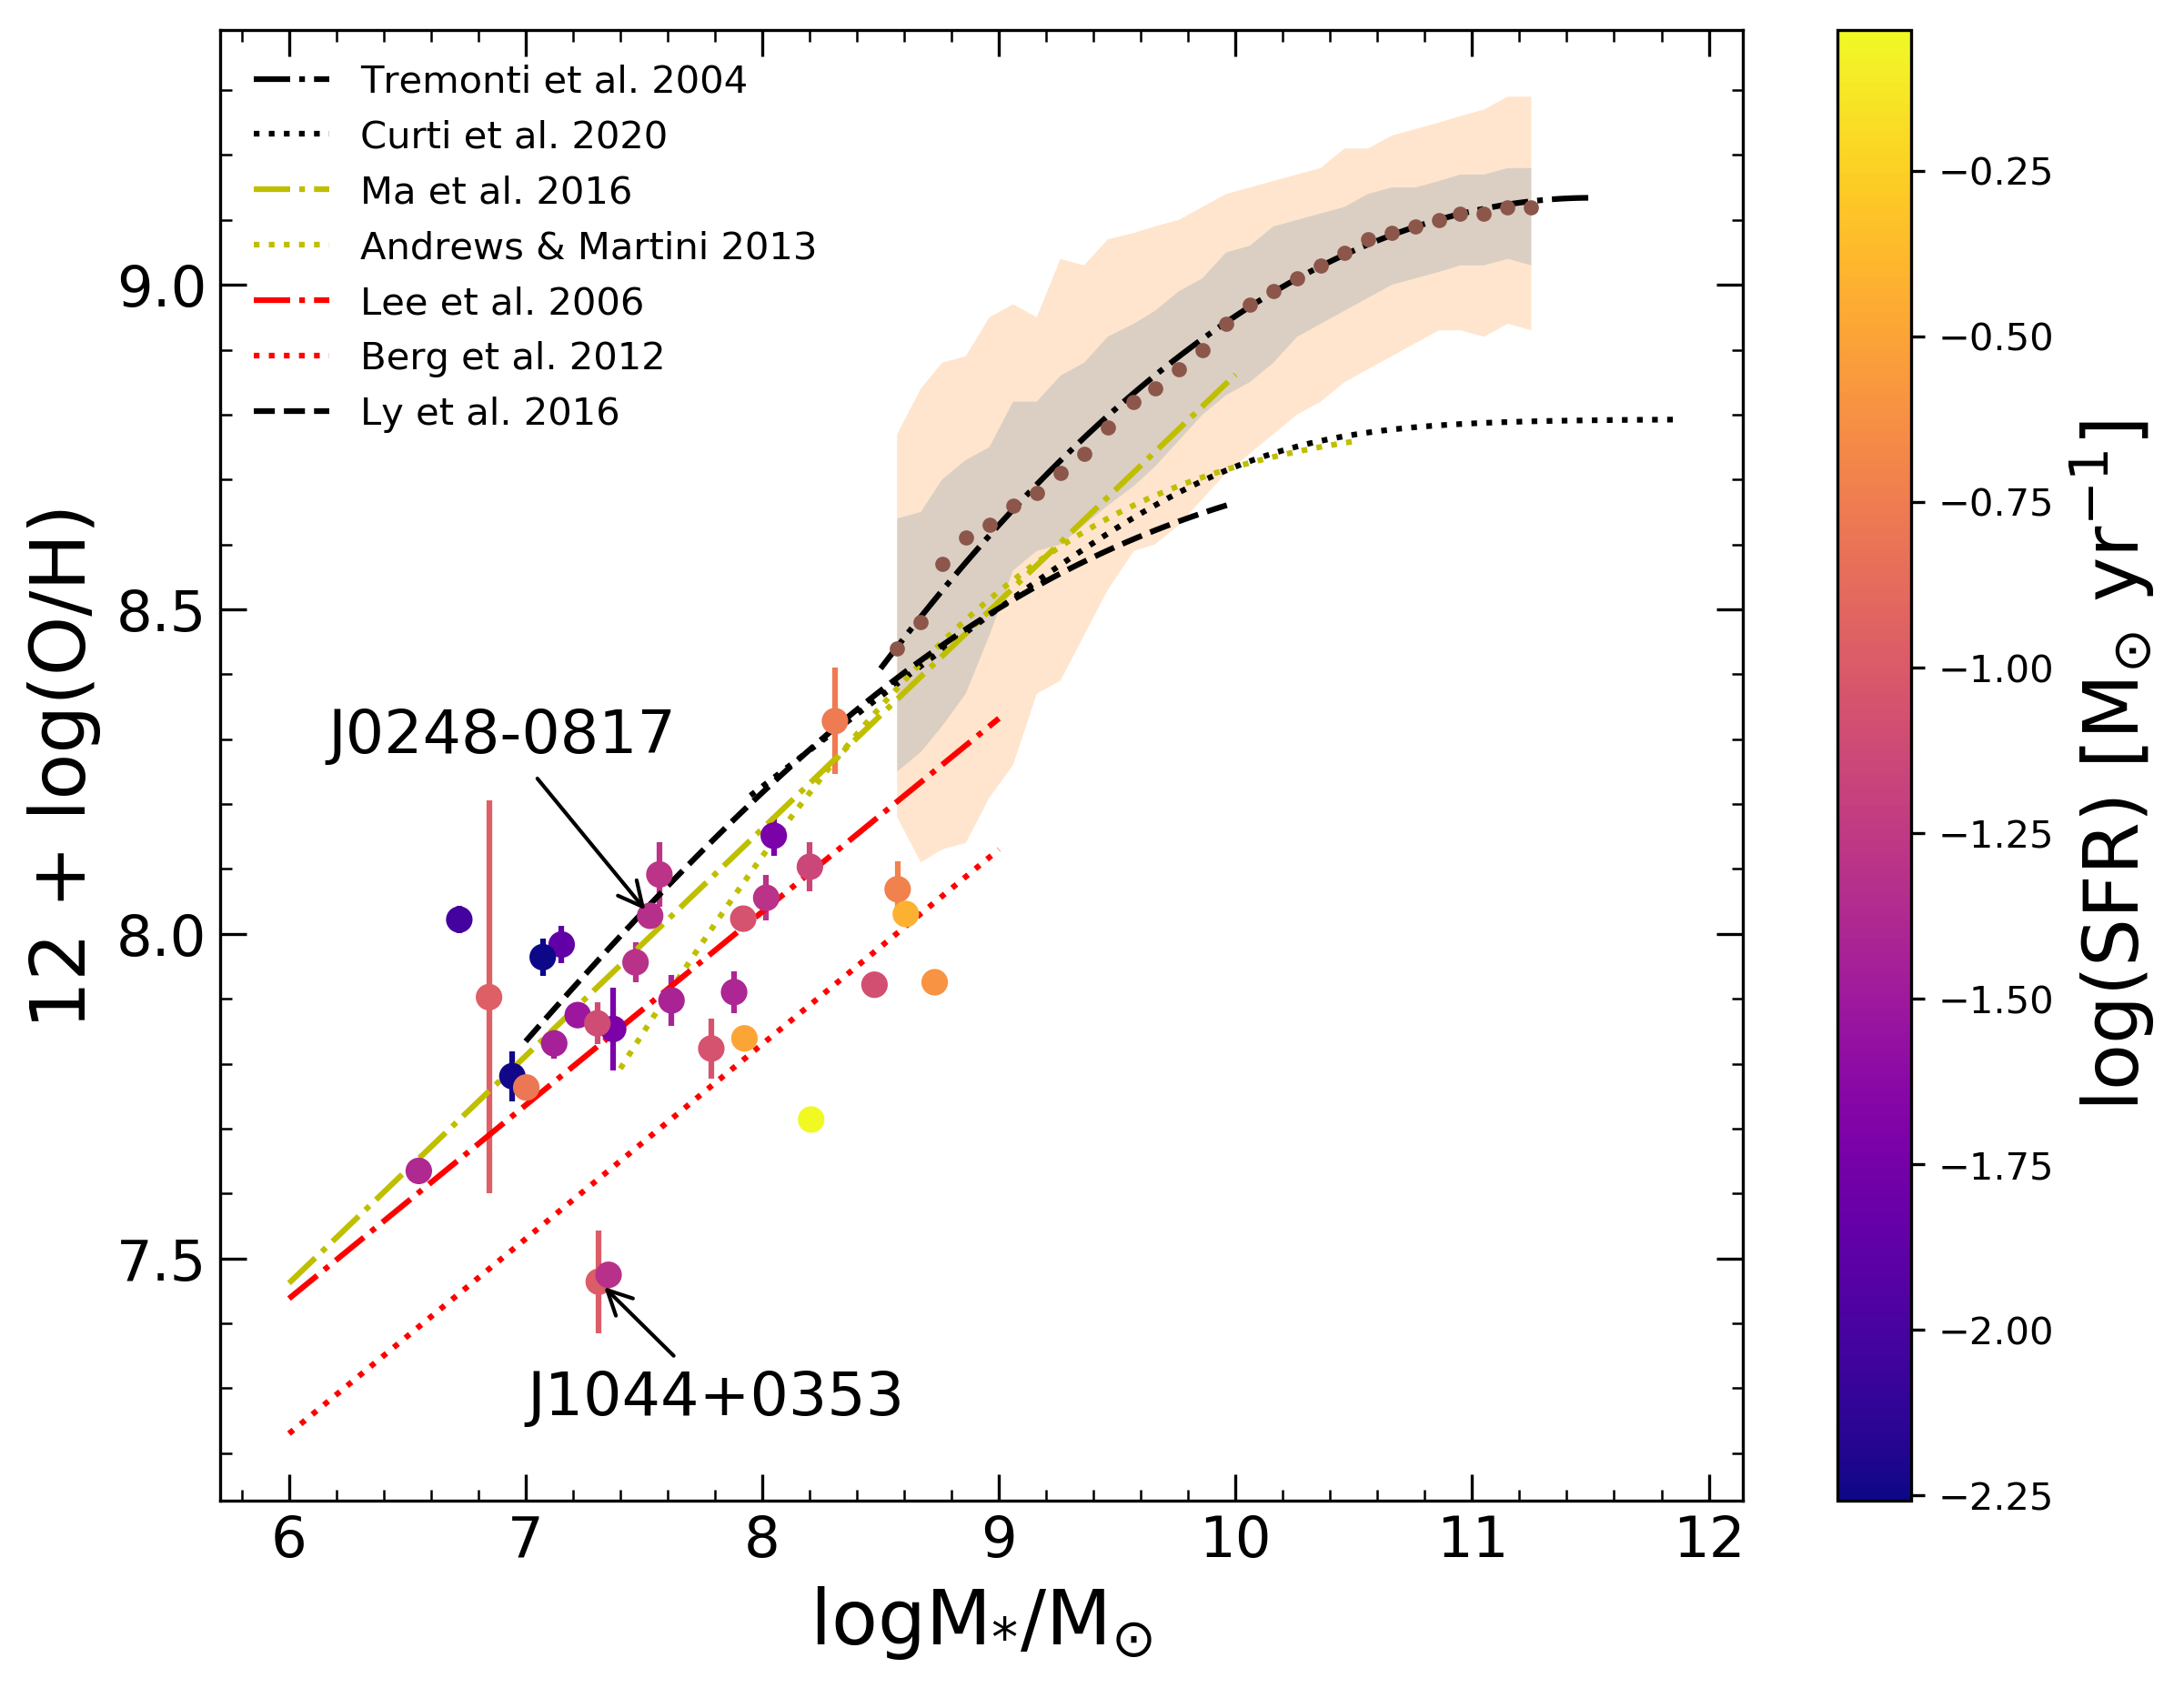 Tremonti et al. 2004
Curti et al. 2020
Ma et al. 2016
Andrews & Martini 2013
Lee et al. 2006
Berg et al. 2012
Ly et al. 2016
J0248-0817
J1044+0353
12 + log(O/H)
9.0
8.5
8.0
7.5
6 7 8 9 10 11 12
logM*/M⊙
−0.25
−0.50
−0.75
−1.00
−1.25
−1.50
−1.75
−2.00
−2.25
log(SFR) [M⊙ yr⁻¹]